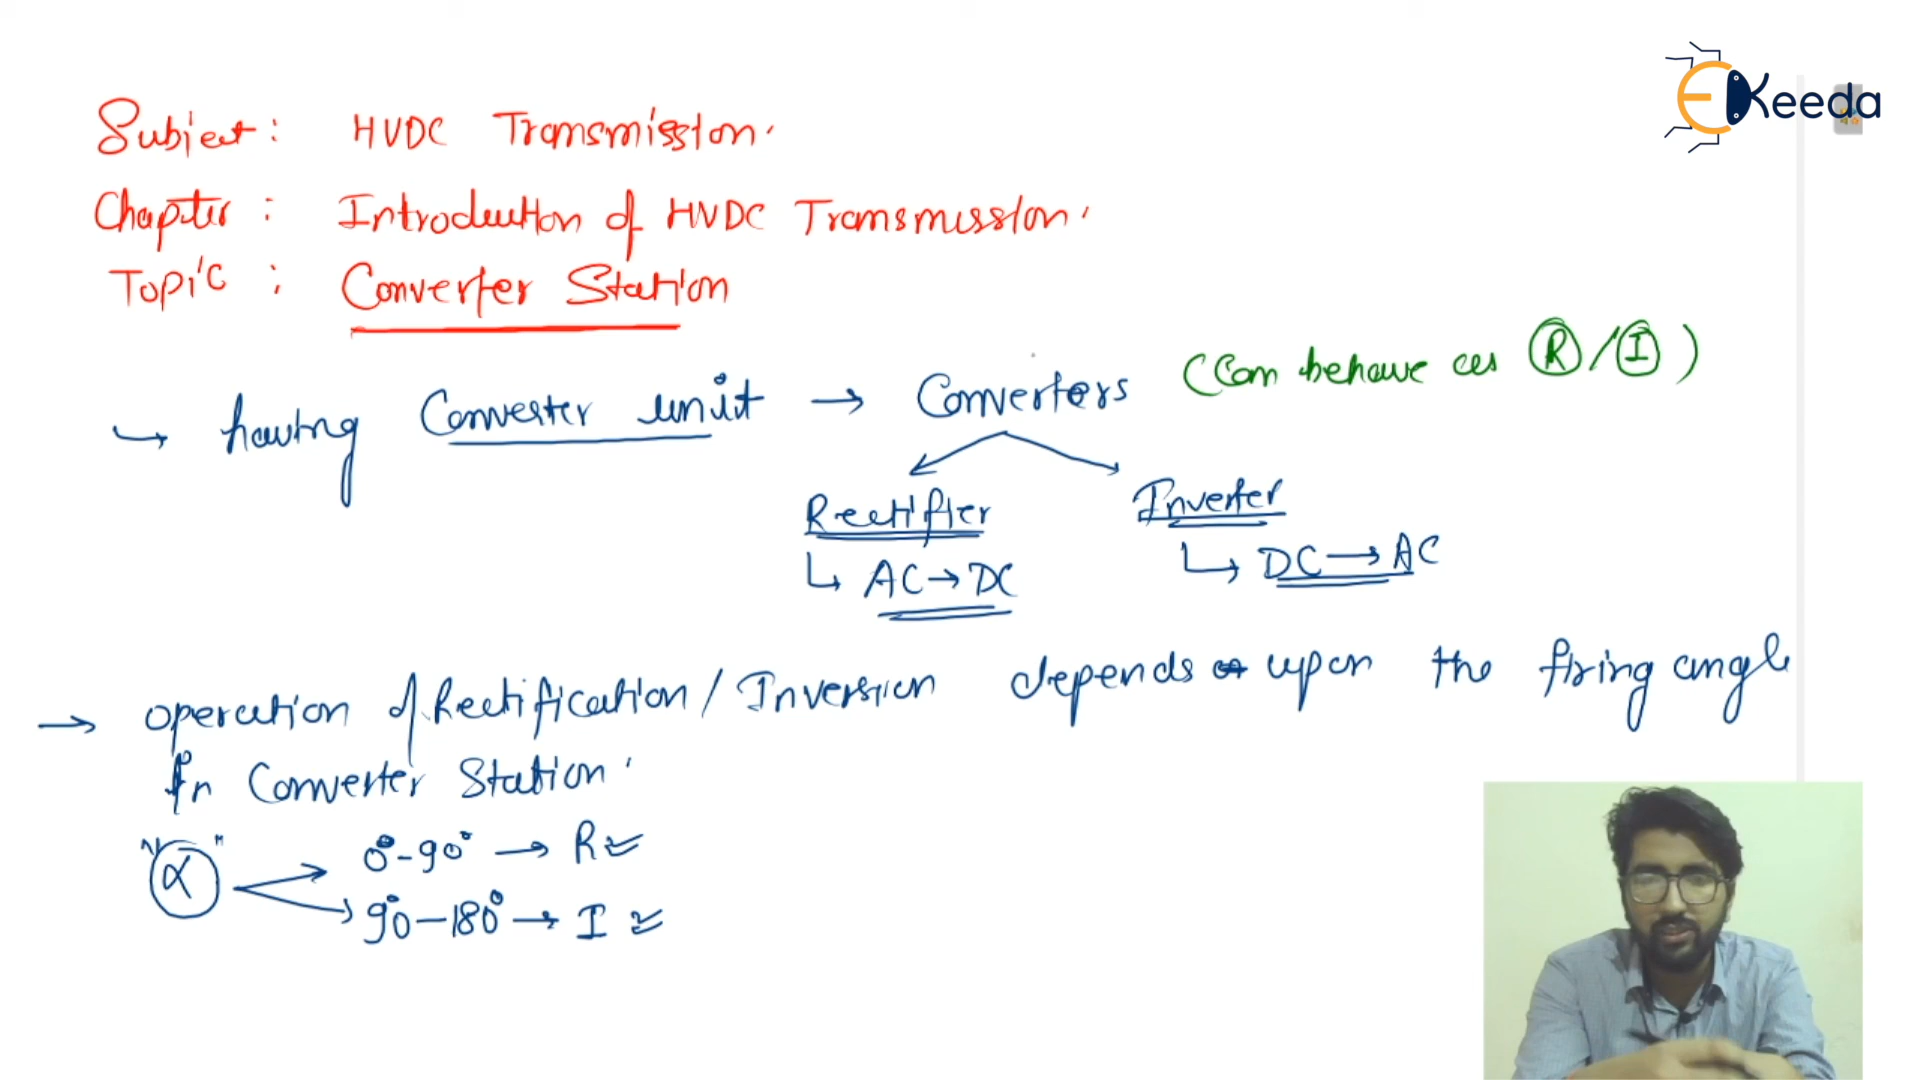 EKeeda
Subject : HVDC Transmission.
Chapter : Introduction of HVDC Transmission.
Topic : Converter Station
(Can behave as R/I)
↳ having Converter unit → Converters
Rectifier Inverter
↳ AC→DC ↳ DC→AC
→ operation of Rectification/Inversion depends upon the firing angle
in Converter Station.
"α" 0°-90° → R
90°-180° → I